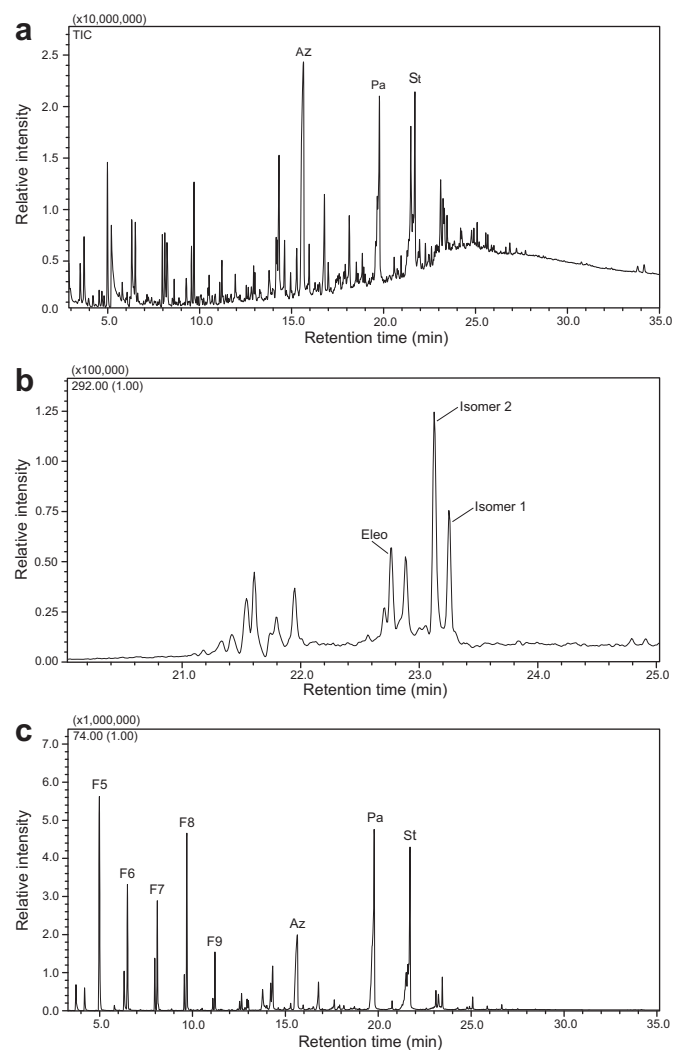 a
(x10,000,000)
TIC
Az
Pa
St
2.5
2.0
1.5
1.0
0.5
0.0
Relative intensity
5.0 10.0 15.0 20.0 25.0 30.0 35.0
Retention time (min)
b
(x100,000)
292.00 (1.00)
Isomer 2
Isomer 1
Eleo
1.25
1.00
0.75
0.50
0.25
0.00
Relative intensity
21.0 22.0 23.0 24.0 25.0
Retention time (min)
c
(x1,000,000)
74.00 (1.00)
F5
F6
F7
F8
F9
Az
Pa
St
7.0
6.0
5.0
4.0
3.0
2.0
1.0
0.0
Relative intensity
5.0 10.0 15.0 20.0 25.0 30.0 35.0
Retention time (min)